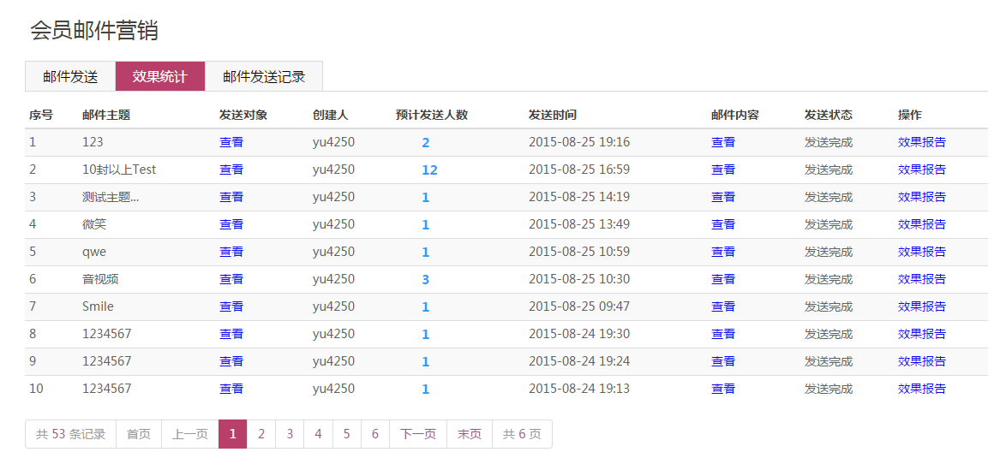 会员邮件营销
邮件发送 效果统计 邮件发送记录
序号 邮件主题 发送对象 创建人 预计发送人数 发送时间 邮件内容 发送状态 操作
1 123 查看 yu4250 2 2015-08-25 19:16 查看 发送完成 效果报告
2 10封以上Test 查看 yu4250 12 2015-08-25 16:59 查看 发送完成 效果报告
3 测试主题... 查看 yu4250 1 2015-08-25 14:19 查看 发送完成 效果报告
4 微笑 查看 yu4250 1 2015-08-25 13:49 查看 发送完成 效果报告
5 qwe 查看 yu4250 1 2015-08-25 10:59 查看 发送完成 效果报告
6 音视频 查看 yu4250 3 2015-08-25 10:30 查看 发送完成 效果报告
7 Smile 查看 yu4250 1 2015-08-25 09:47 查看 发送完成 效果报告
8 1234567 查看 yu4250 1 2015-08-24 19:30 查看 发送完成 效果报告
9 1234567 查看 yu4250 1 2015-08-24 19:24 查看 发送完成 效果报告
10 1234567 查看 yu4250 1 2015-08-24 19:13 查看 发送完成 效果报告
共 53 条记录 首页 上一页 1 2 3 4 5 6 下一页 末页 共 6 页